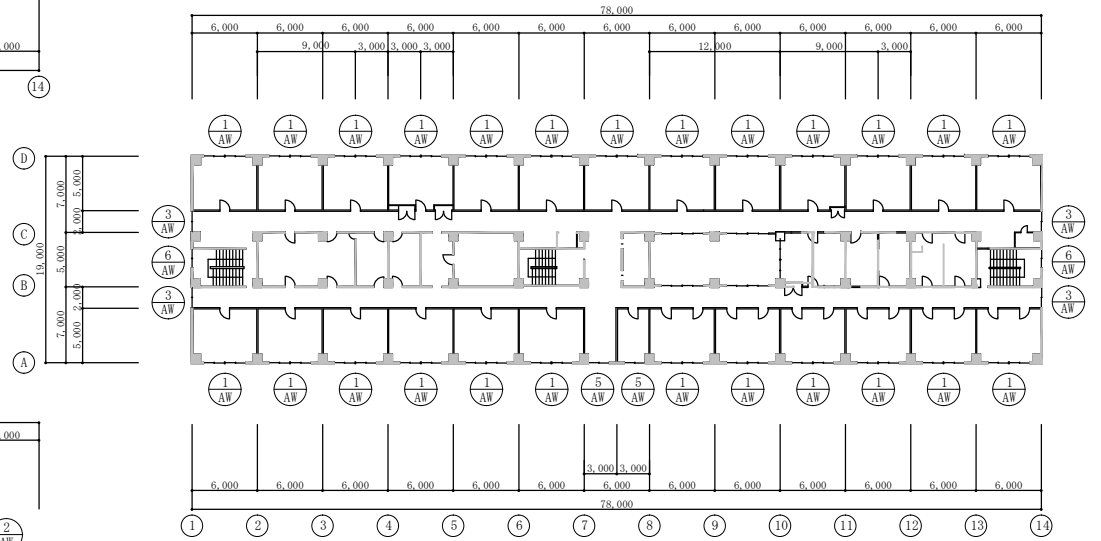 78,000
6,000 6,000 6,000 6,000 6,000 6,000 6,000 6,000 6,000 6,000 6,000 6,000 6,000
,000
9,000 3,000 3,000 3,000 12,000 9,000 3,000
14
1 1 1 1 1 1 1 1 1 1 1 1 1
AW AW AW AW AW AW AW AW AW AW AW AW AW
D
7,000 5,000
3 3
AW AW
2,000
C
19,000 5,000
6 6
AW AW
B
2,000
3 3
AW AW
7,000 5,000
A
1 1 1 1 1 1 5 5 1 1 1 1 1 1
AW AW AW AW AW AW AW AW AW AW AW AW AW AW
,000
3,000 3,000
6,000 6,000 6,000 6,000 6,000 6,000 6,000 6,000 6,000 6,000 6,000 6,000 6,000
78,000
1 2 3 4 5 6 7 8 9 10 11 12 13 14
2
AW